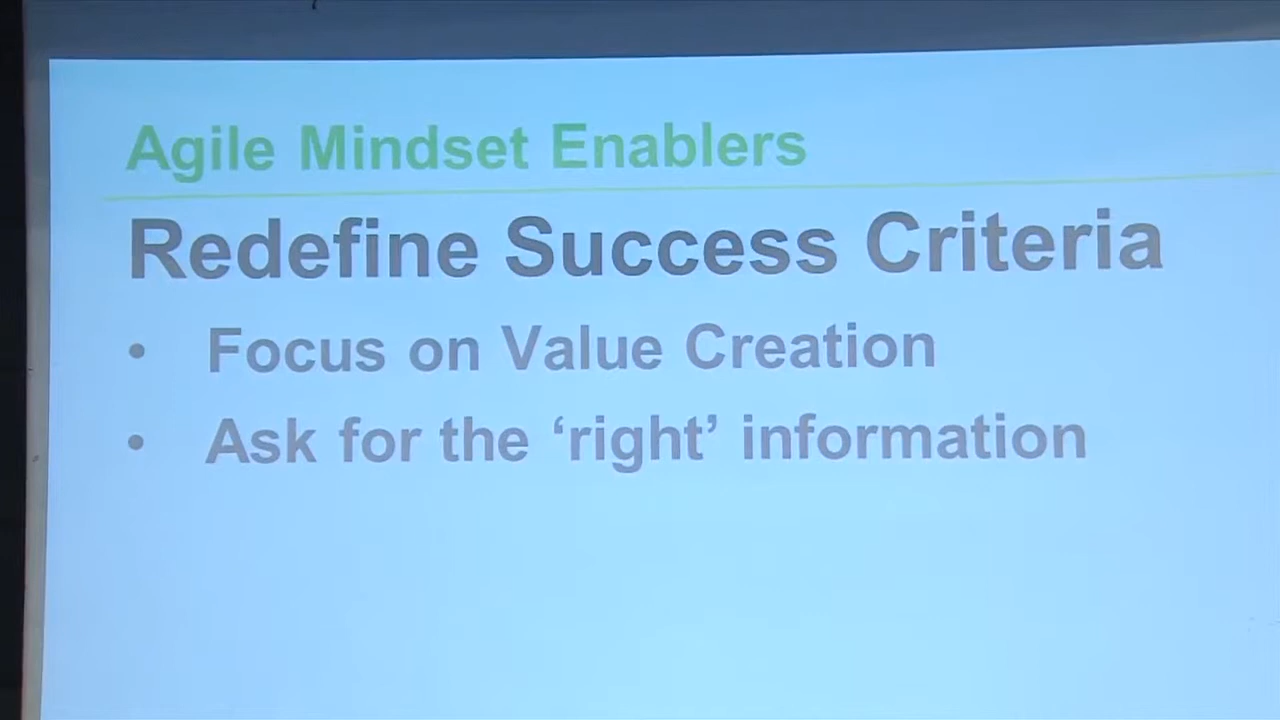 Agile Mindset Enablers
Redefine Success Criteria
• Focus on Value Creation
• Ask for the ‘right’ information